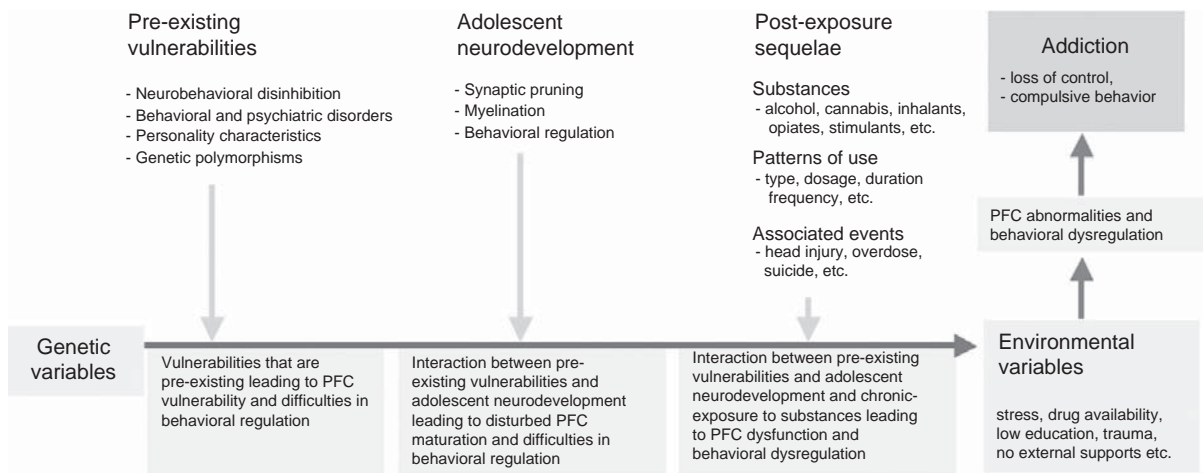 Pre-existing
vulnerabilities
- Neurobehavioral disinhibition
- Behavioral and psychiatric disorders
- Personality characteristics
- Genetic polymorphisms
Adolescent
neurodevelopment
- Synaptic pruning
- Myelination
- Behavioral regulation
Post-exposure
sequelae
Substances
- alcohol, cannabis, inhalants,
opiates, stimulants, etc.
Patterns of use
- type, dosage, duration
frequency, etc.
Associated events
- head injury, overdose,
suicide, etc.
Addiction
- loss of control,
- compulsive behavior
PFC abnormalities and
behavioral dysregulation
Genetic
variables
Vulnerabilities that are
pre-existing leading to PFC
vulnerability and difficulties in
behavioral regulation
Interaction between pre-
existing vulnerabilities and
adolescent neurodevelopment
leading to disturbed PFC
maturation and difficulties in
behavioral regulation
Interaction between pre-existing
vulnerabilities and adolescent
neurodevelopment and chronic-
exposure to substances leading
to PFC dysfunction and
behavioral dysregulation
Environmental
variables
stress, drug availability,
low education, trauma,
no external supports etc.